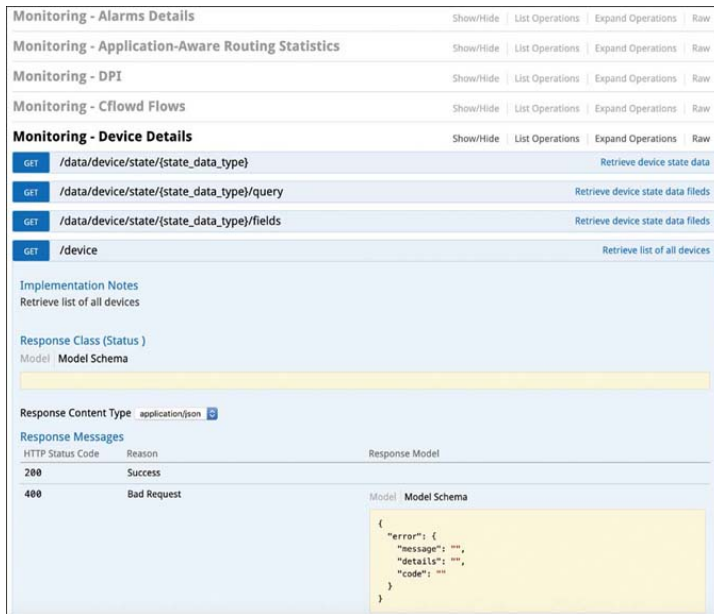 Monitoring - Alarms Details Show/Hide List Operations Expand Operations Raw
Monitoring - Application-Aware Routing Statistics Show/Hide List Operations Expand Operations Raw
Monitoring - DPI Show/Hide List Operations Expand Operations Raw
Monitoring - Cflowd Flows Show/Hide List Operations Expand Operations Raw
Monitoring - Device Details Show/Hide List Operations Expand Operations Raw
GET /data/device/state/{state_data_type} Retrieve device state data
GET /data/device/state/{state_data_type}/query Retrieve device state data fileds
GET /data/device/state/{state_data_type}/fields Retrieve device state data fileds
GET /device Retrieve list of all devices
Implementation Notes
Retrieve list of all devices
Response Class (Status )
Model Model Schema
Response Content Type application/json
Response Messages
HTTP Status Code Reason Response Model
200 Success
400 Bad Request Model Model Schema
{
"error": {
"message": "",
"details": "",
"code": ""
}
}